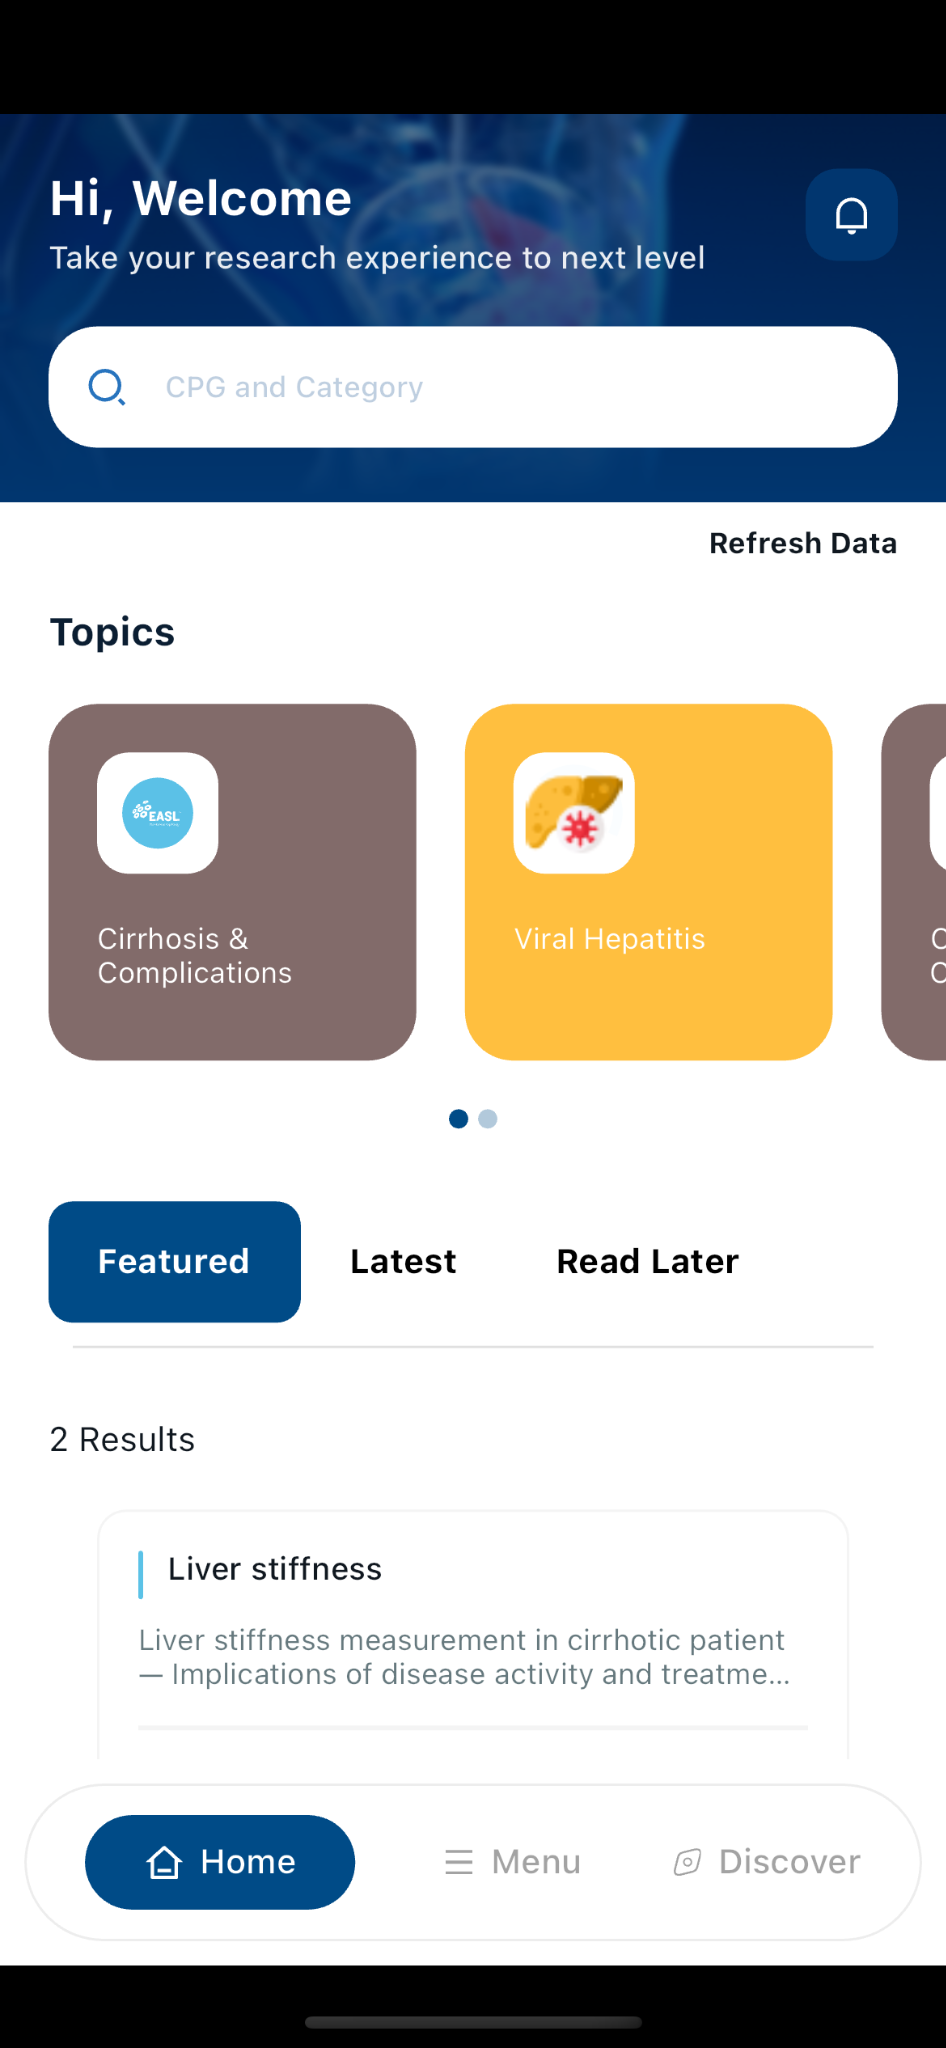 Hi, Welcome
Take your research experience to next level
CPG and Category
Refresh Data
Topics
EASL
Cirrhosis &
Complications
Viral Hepatitis
Featured
Latest
Read Later
2 Results
Liver stiffness
Liver stiffness measurement in cirrhotic patient
— Implications of disease activity and treatme...
Home
Menu
Discover